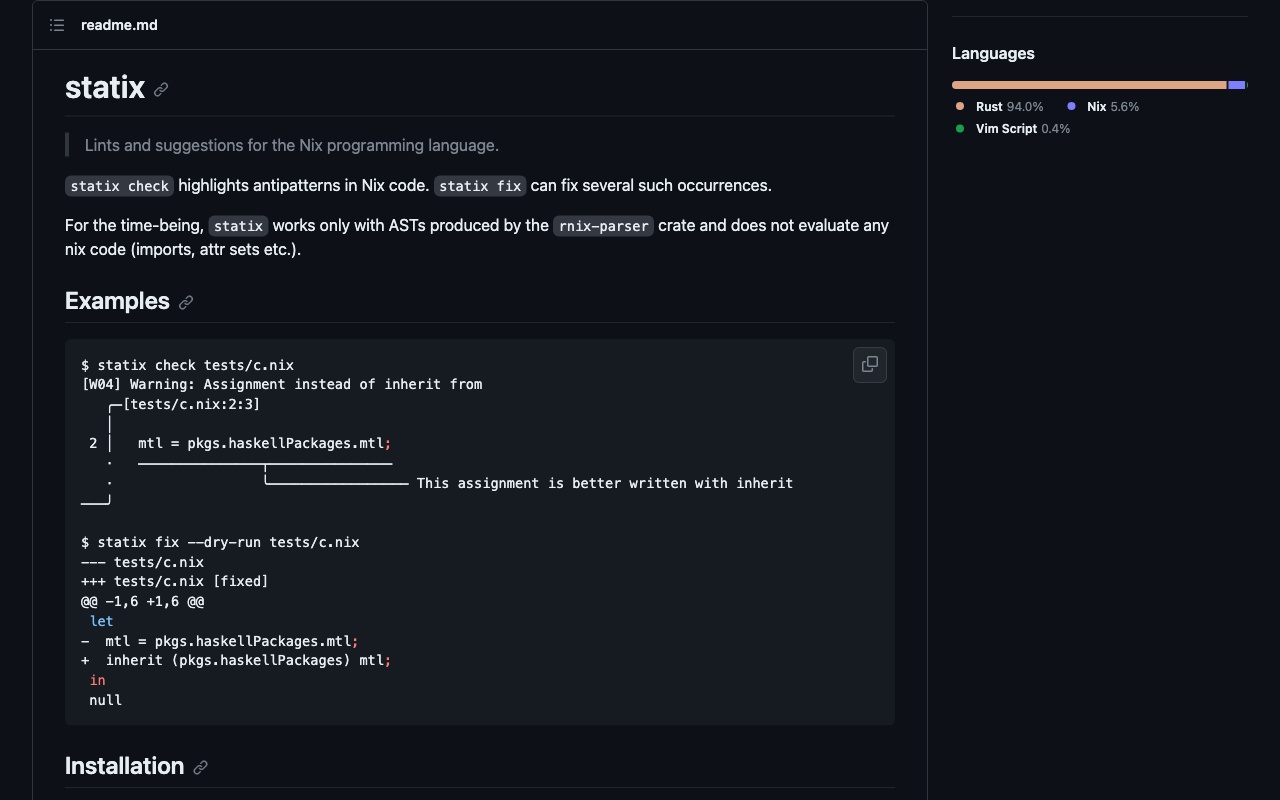 readme.md
statix
Lints and suggestions for the Nix programming language.
statix check highlights antipatterns in Nix code. statix fix can fix several such occurrences.
For the time-being, statix works only with ASTs produced by the rnix-parser crate and does not evaluate any
nix code (imports, attr sets etc.).
Examples
$ statix check tests/c.nix
[W04] Warning: Assignment instead of inherit from
   ╭─[tests/c.nix:2:3]
   │
 2 │   mtl = pkgs.haskellPackages.mtl;
   ·   ───────────────┬───────────────
   ·                  ╰───────────────── This assignment is better written with inherit
───╯
$ statix fix --dry-run tests/c.nix
--- tests/c.nix
+++ tests/c.nix [fixed]
@@ -1,6 +1,6 @@
 let
-  mtl = pkgs.haskellPackages.mtl;
+  inherit (pkgs.haskellPackages) mtl;
 in
 null
Installation
Languages
Rust 94.0% Nix 5.6%
Vim Script 0.4%